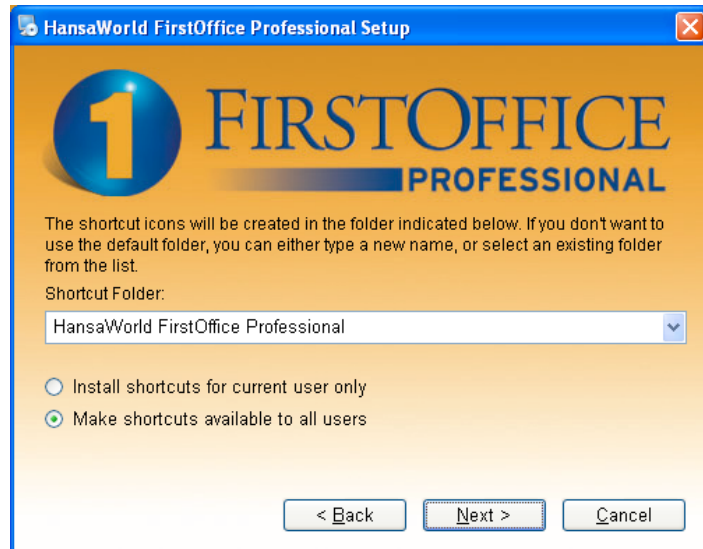 HansaWorld FirstOffice Professional Setup
1 FIRSTOFFICE
PROFESSIONAL
The shortcut icons will be created in the folder indicated below. If you don't want to
use the default folder, you can either type a new name, or select an existing folder
from the list.
Shortcut Folder:
HansaWorld FirstOffice Professional
Install shortcuts for current user only
Make shortcuts available to all users
< Back Next > Cancel